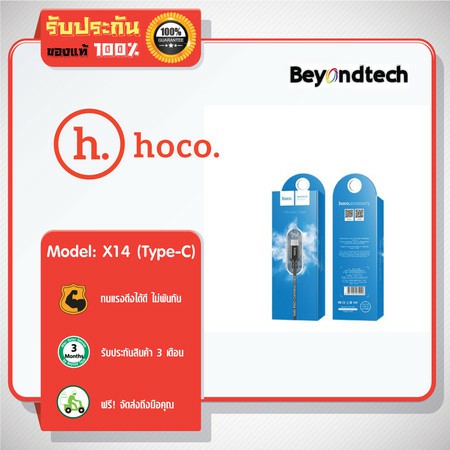 รับประกัน
ของแท้ 100%
100%
GUARANTEE
Beyondtech
h. hoco.
Model: X14 (Type-C)
ทนแรงดึงได้ดี ไม่พันกัน
3
Months
รับประกันสินค้า 3 เดือน
ฟรี! จัดส่งถึงมือคุณ
hoco.